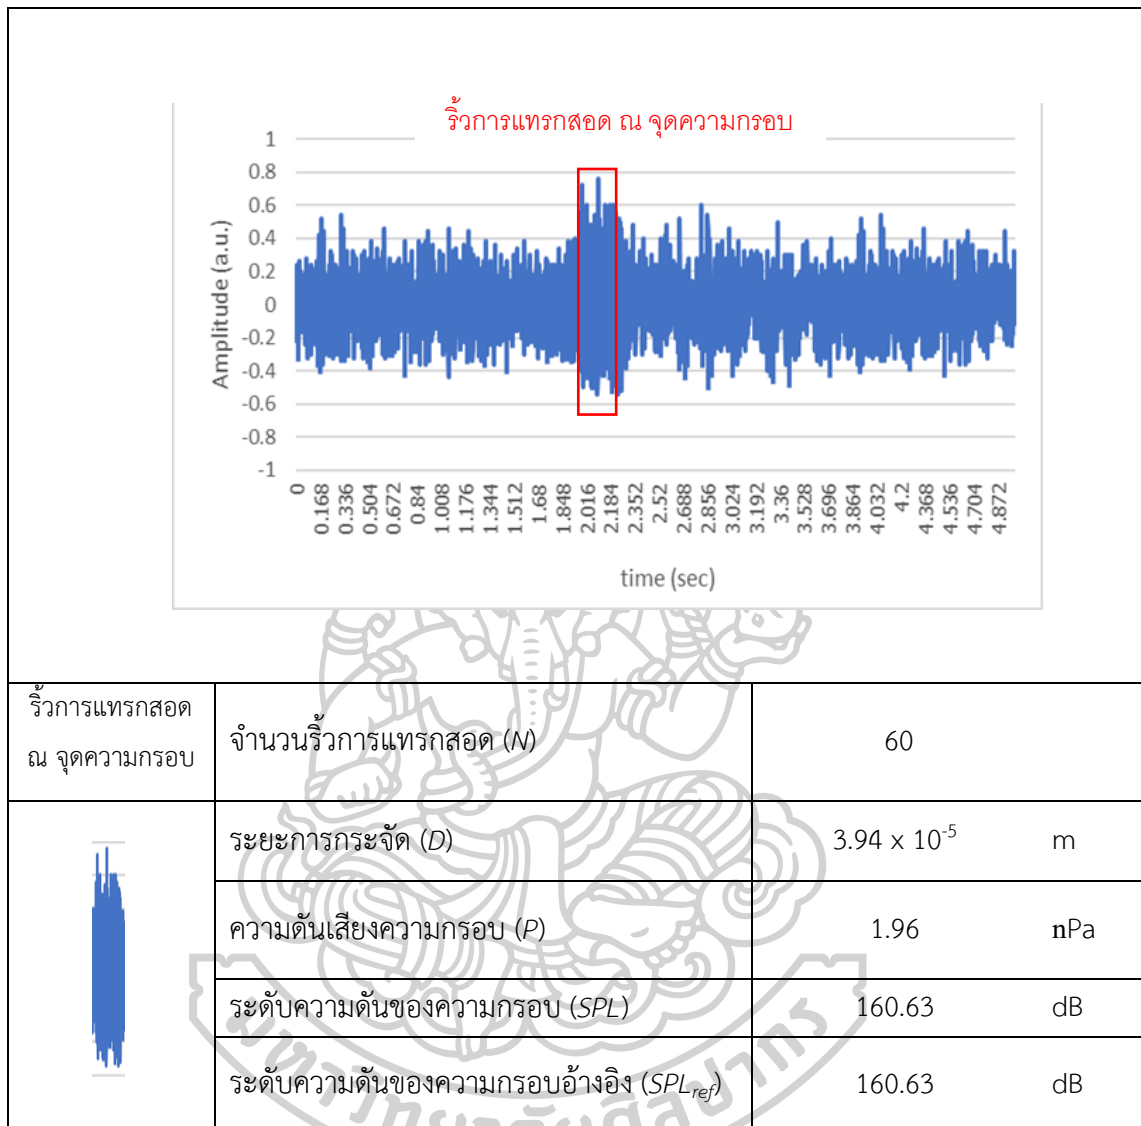 ริ้วการแทรกสอด ณ จุดความกรอบ
1
0.8
0.6
0.4
0.2
0
-0.2
-0.4
-0.6
-0.8
-1
Amplitude (a.u.)
0 0.168 0.336 0.504 0.672 0.84 1.008 1.176 1.344 1.512 1.68 1.848 2.016 2.184 2.352 2.52 2.688 2.856 3.024 3.192 3.36 3.528 3.696 3.864 4.032 4.2 4.368 4.536 4.704 4.872
time (sec)
ริ้วการแทรกสอด
ณ จุดความกรอบ
จำนวนริ้วการแทรกสอด (N) 60
ระยะการกระจัด (D) 3.94 x 10⁻⁵ m
ความดันเสียงความกรอบ (P) 1.96 nPa
ระดับความดันของความกรอบ (SPL) 160.63 dB
ระดับความดันของความกรอบอ้างอิง (SPLref) 160.63 dB